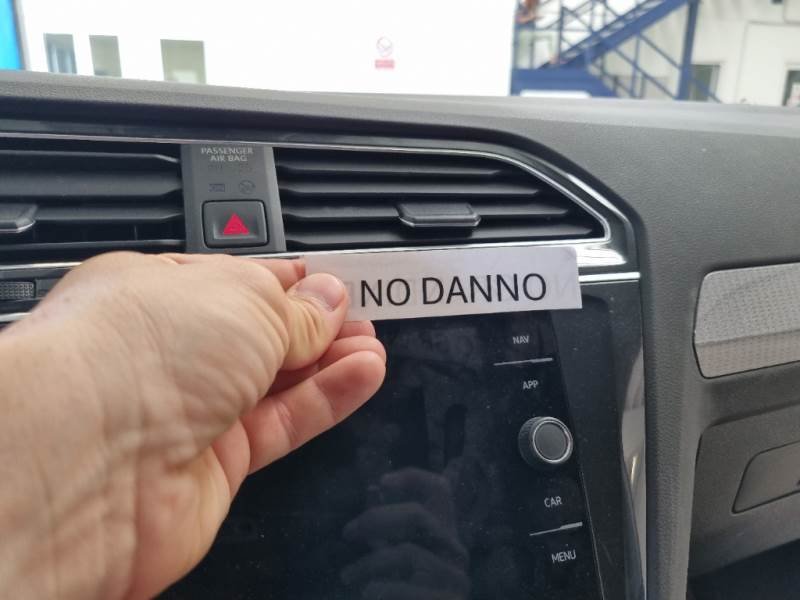 PASSENGER
AIR BAG
NO DANNO
NAV
APP
CAR
MENU